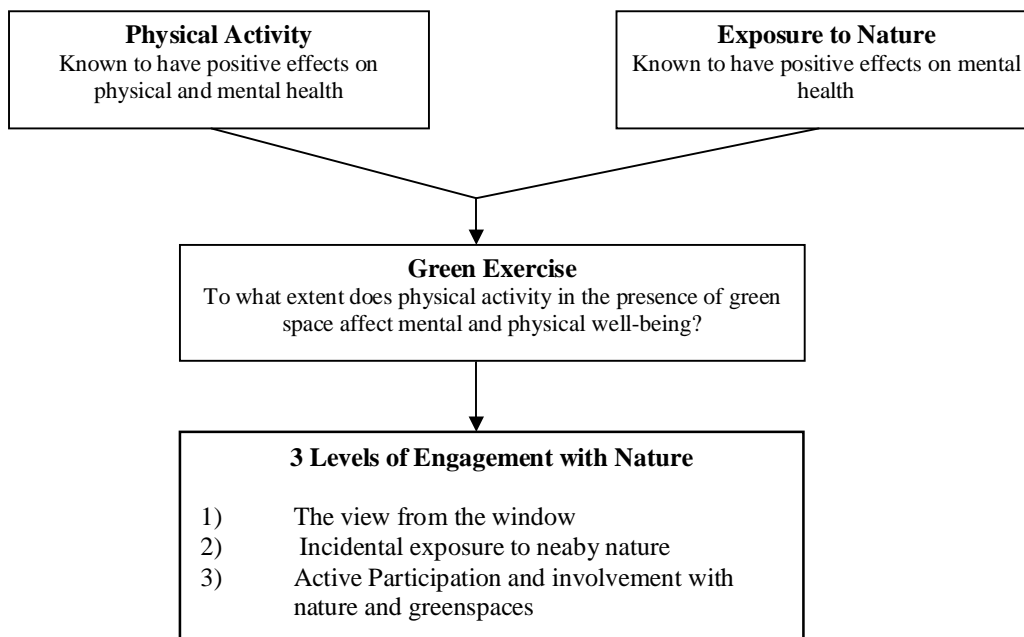 Physical Activity
Known to have positive effects on
physical and mental health
Exposure to Nature
Known to have positive effects on mental
health
Green Exercise
To what extent does physical activity in the presence of green
space affect mental and physical well-being?
3 Levels of Engagement with Nature
1) The view from the window
2) Incidental exposure to neaby nature
3) Active Participation and involvement with
nature and greenspaces